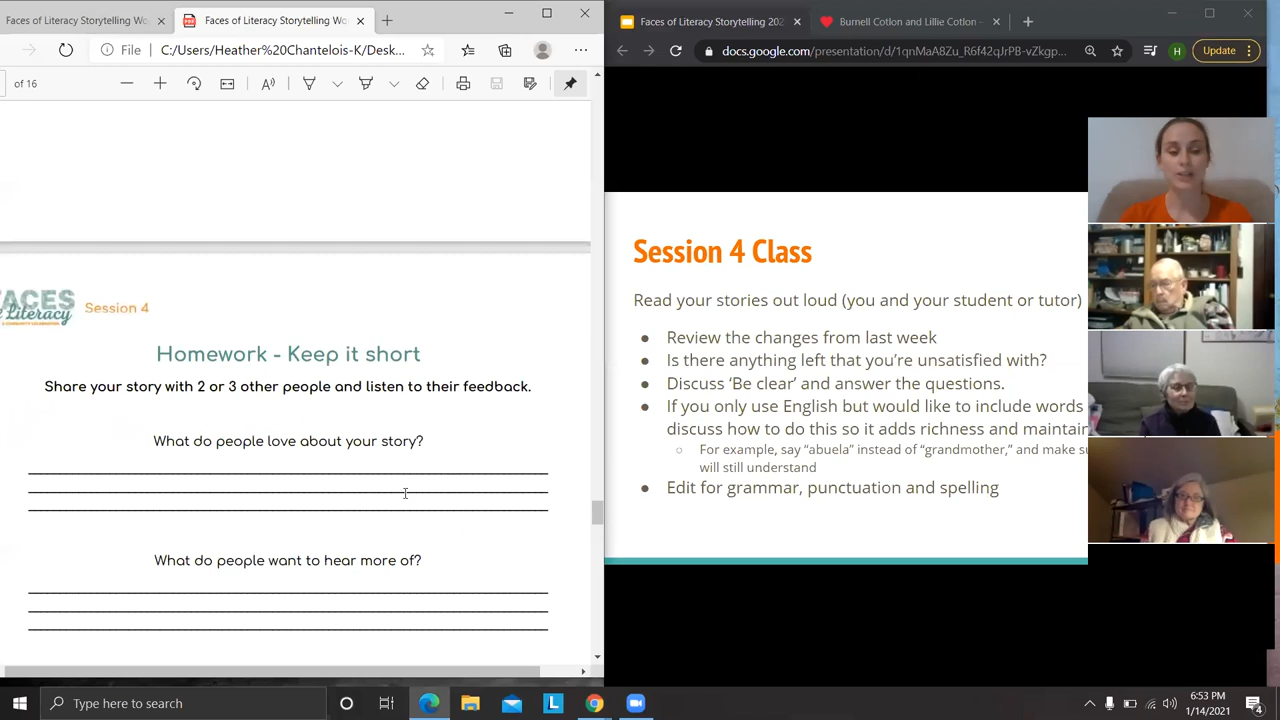 Faces of Literacy Storytelling Wo
Faces of Literacy Storytelling Wo
File
C:/Users/Heather%20Chantelois-K/Desk...
of 16
FACES
Literacy
Session 4
Homework - Keep it short
Share your story with 2 or 3 other people and listen to their feedback.
What do people love about your story?
What do people want to hear more of?
Faces of Literacy Storytelling 202
Burnell Cotlon and Lillie Cotlon -
docs.google.com/presentation/d/1qnMaA8Zu_R6f42qJrPB-vZkgp...
H
Update
Session 4 Class
Read your stories out loud (you and your student or tutor)
Review the changes from last week
Is there anything left that you're unsatisfied with?
Discuss 'Be clear' and answer the questions.
If you only use English but would like to include words
discuss how to do this so it adds richness and maintain
For example, say "abuela" instead of "grandmother," and make su
will still understand
Edit for grammar, punctuation and spelling
Type here to search
6:53 PM
1/14/2021
4